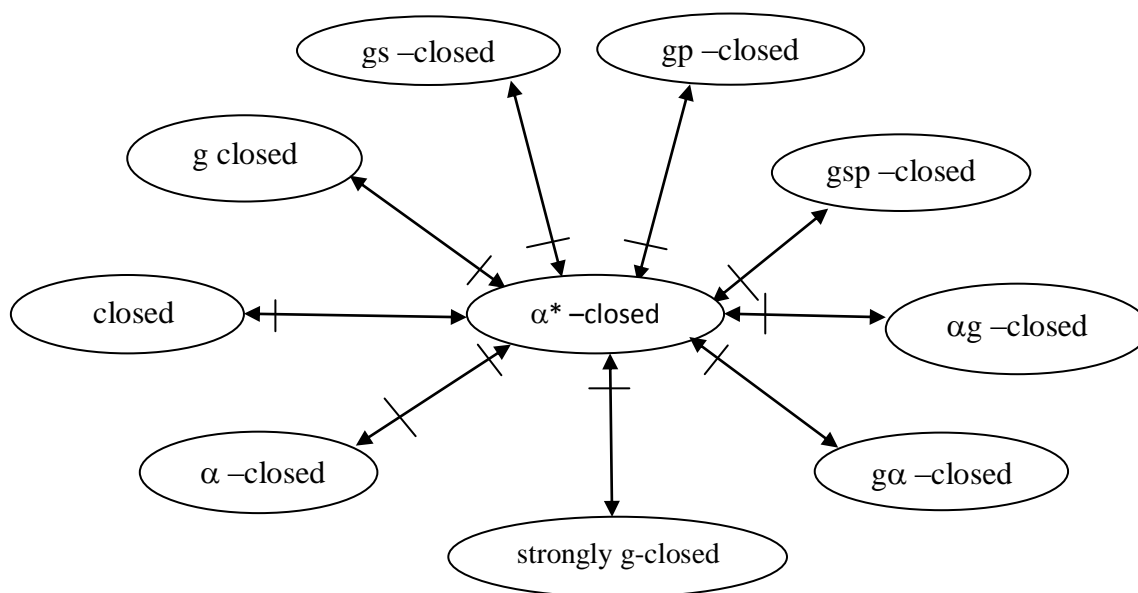 gs –closed
gp –closed
g closed
gsp –closed
closed
α* –closed
αg –closed
α –closed
gα –closed
strongly g-closed